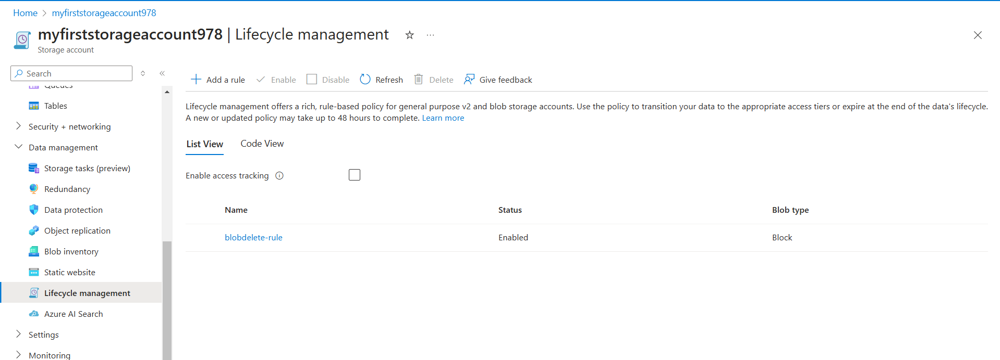 Home > myfirststorageaccount978
myfirststorageaccount978 | Lifecycle management
Storage account
Search
Queues
Tables
Security + networking
Data management
Storage tasks (preview)
Redundancy
Data protection
Object replication
Blob inventory
Static website
Lifecycle management
Azure AI Search
Settings
Monitoring
Add a rule Enable Disable Refresh Delete Give feedback
Lifecycle management offers a rich, rule-based policy for general purpose v2 and blob storage accounts. Use the policy to transition your data to the appropriate access tiers or expire at the end of the data's lifecycle.
A new or updated policy may take up to 48 hours to complete. Learn more
List View Code View
Enable access tracking
Name Status Blob type
blobdelete-rule Enabled Block